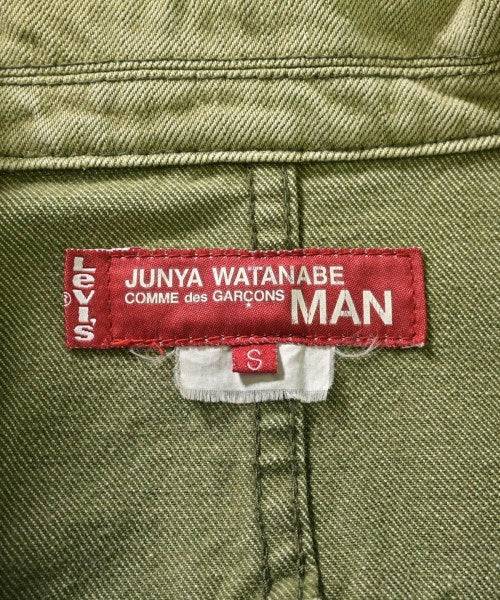 Levi's
®
JUNYA WATANABE
COMME des GARÇONS MAN
S